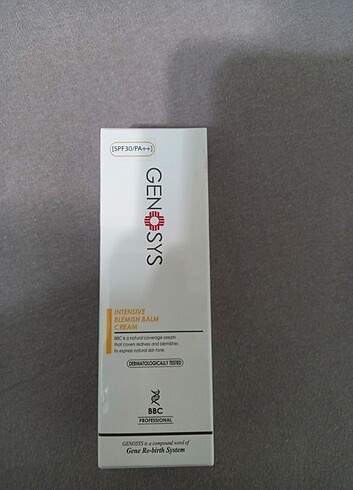 [SPF30/PA++]
GENOSYS
INTENSIVE
BLEMISH BALM
CREAM
BBC is a natural coverage cream
that covers redness and blemishes
to express natural skin tone.
DERMATOLOGICALLY TESTED
BBC
PROFESSIONAL
GENOSYS is a compound word of
Gene Re-birth System